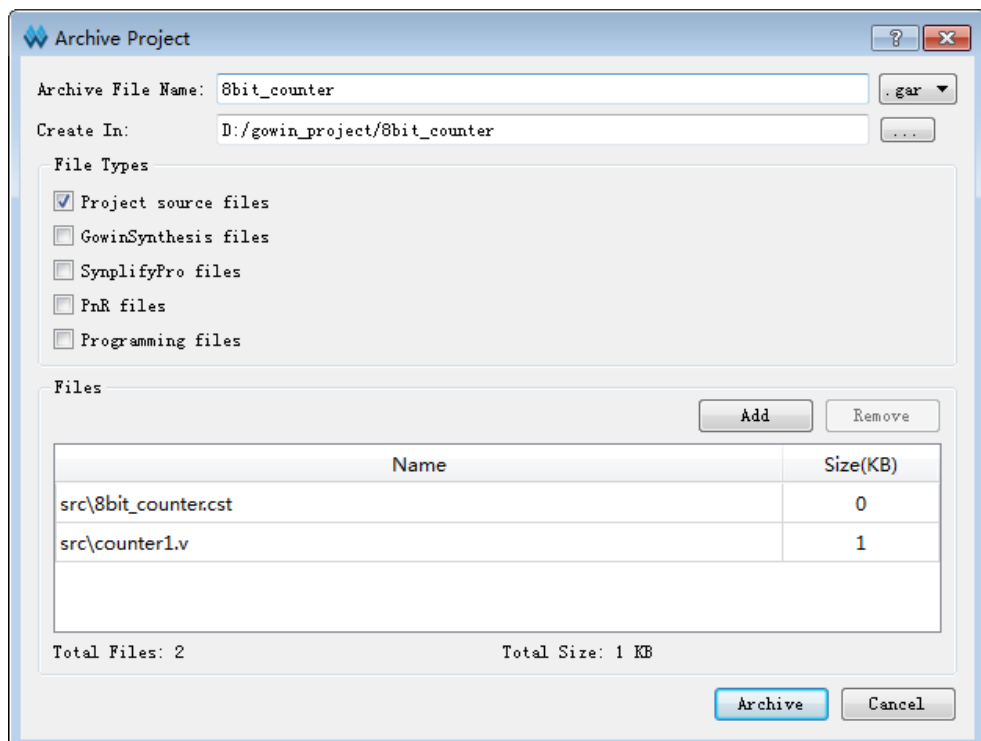 Archive Project
Archive File Name: 8bit_counter .gar
Create In: D:/gowin_project/8bit_counter ...
File Types
Project source files
GowinSynthesis files
SynplifyPro files
PnR files
Programming files
Files
Add Remove
Name Size(KB)
src\8bit_counter.cst 0
src\counter1.v 1
Total Files: 2 Total Size: 1 KB
Archive Cancel